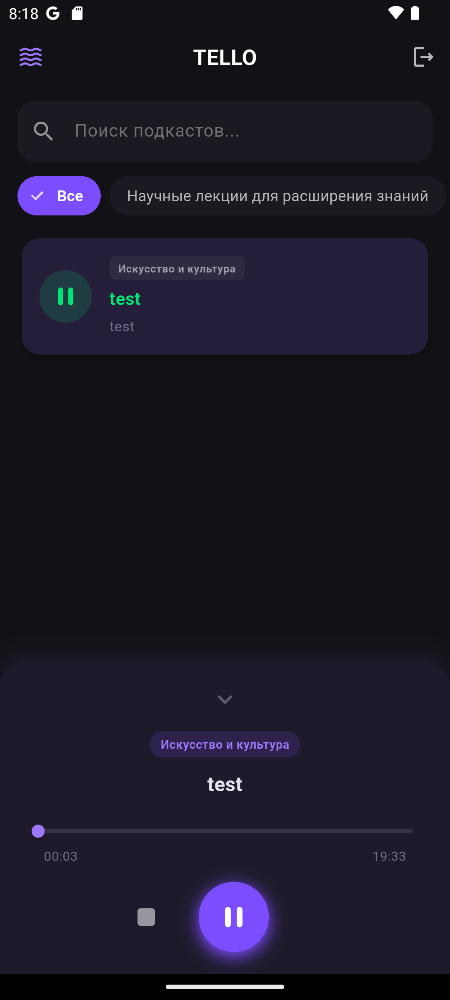 8:18
TELLO
Поиск подкастов...
Все
Научные лекции для расширения знаний
Искусство и культура
test
test
Искусство и культура
test
00:03
19:33